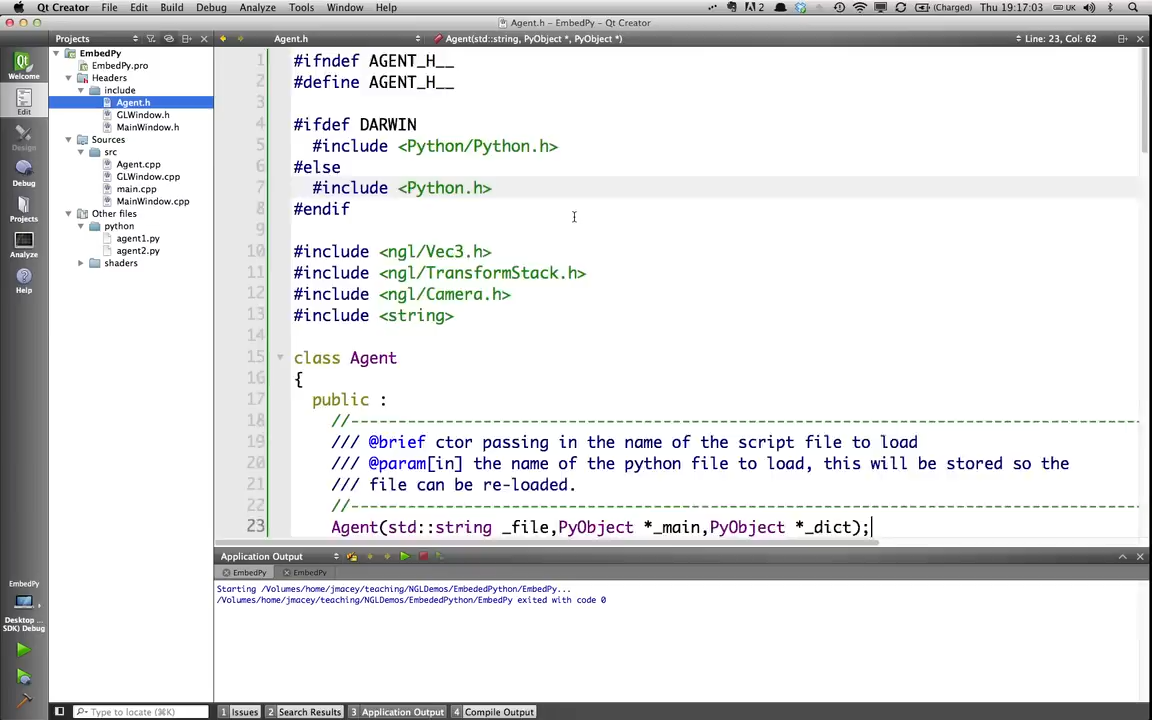 Qt Creator File Edit Build Debug Analyze Tools Window Help (Charged) UK Thu 19:17:03
Agent.h – EmbedPy – Qt Creator
Projects Agent.h Agent(std::string, PyObject *, PyObject *) Line: 23, Col: 62
Welcome
Edit
Design
Debug
Projects
Analyze
Help
EmbedPy
Desktop ...
SDK) Debug
EmbedPy
EmbedPy.pro
Headers
include
Agent.h
GLWindow.h
MainWindow.h
Sources
src
Agent.cpp
GLWindow.cpp
main.cpp
MainWindow.cpp
Other files
python
agent1.py
agent2.py
shaders
1 #ifndef AGENT_H__
2 #define AGENT_H__
3
4 #ifdef DARWIN
5 #include <Python/Python.h>
6 #else
7 #include <Python.h>
8 #endif
9
10 #include <ngl/Vec3.h>
11 #include <ngl/TransformStack.h>
12 #include <ngl/Camera.h>
13 #include <string>
14
15 class Agent
16 {
17 public :
18 //----------------------------------------------------------------------
19 /// @brief ctor passing in the name of the script file to load
20 /// @param[in] the name of the python file to load, this will be stored so the
21 /// file can be re-loaded.
22 //----------------------------------------------------------------------
23 Agent(std::string _file,PyObject *_main,PyObject *_dict);
Application Output
EmbedPy EmbedPy
Starting /Volumes/home/jmacey/teaching/NGLDemos/EmbededPython/EmbedPy...
/Volumes/home/jmacey/teaching/NGLDemos/EmbededPython/EmbedPy exited with code 0
Type to locate (⌘K) 1 Issues 2 Search Results 3 Application Output 4 Compile Output